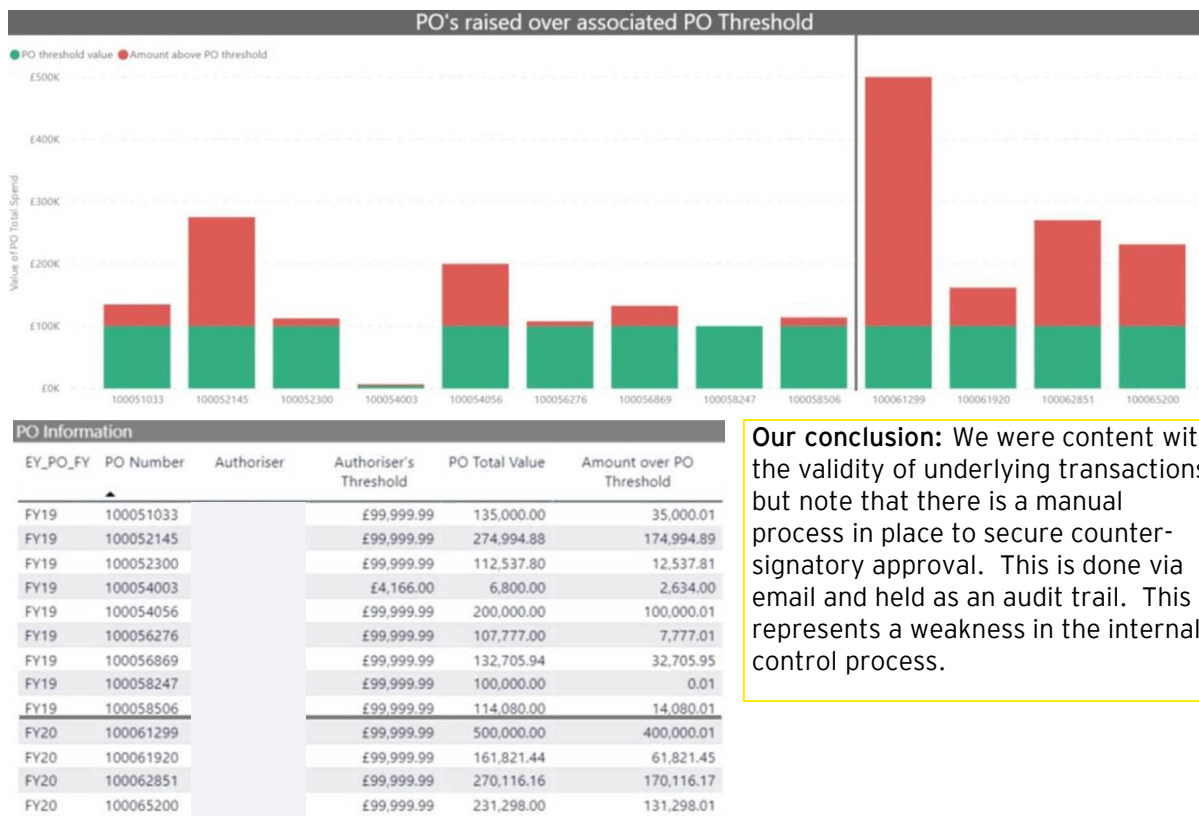 PO's raised over associated PO Threshold
PO threshold value Amount above PO threshold
Value of PO Total Spend
£500K
£400K
£300K
£200K
£100K
£0K
100051033 100052145 100052300 100054003 100054056 100056276 100056869 100058247 100058506 100061299 100061920 100062851 100065200
PO Information
EY_PO_FY PO Number Authoriser Authoriser's Threshold PO Total Value Amount over PO Threshold
FY19 100051033 £99,999.99 135,000.00 35,000.01
FY19 100052145 £99,999.99 274,994.88 174,994.89
FY19 100052300 £99,999.99 112,537.80 12,537.81
FY19 100054003 £4,166.00 6,800.00 2,634.00
FY19 100054056 £99,999.99 200,000.00 100,000.01
FY19 100056276 £99,999.99 107,777.00 7,777.01
FY19 100056869 £99,999.99 132,705.94 32,705.95
FY19 100058247 £99,999.99 100,000.00 0.01
FY19 100058506 £99,999.99 114,080.00 14,080.01
FY20 100061299 £99,999.99 500,000.00 400,000.01
FY20 100061920 £99,999.99 161,821.44 61,821.45
FY20 100062851 £99,999.99 270,116.16 170,116.17
FY20 100065200 £99,999.99 231,298.00 131,298.01
Our conclusion: We were content wit
the validity of underlying transactions
but note that there is a manual
process in place to secure counter-
signatory approval. This is done via
email and held as an audit trail. This
represents a weakness in the internal
control process.